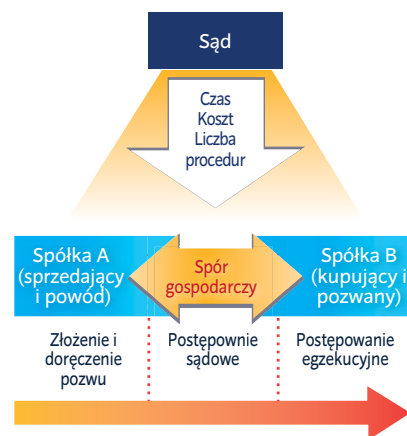 Sąd
Czas
Koszt
Liczba
procedur
Spółka A
(sprzedający
i powód)
Spór
gospodarczy
Spółka B
(kupujący i
pozwany)
Złożenie i
doręczenie
pozwu
Postępownie
sądowe
Postępowanie
egzekucyjne